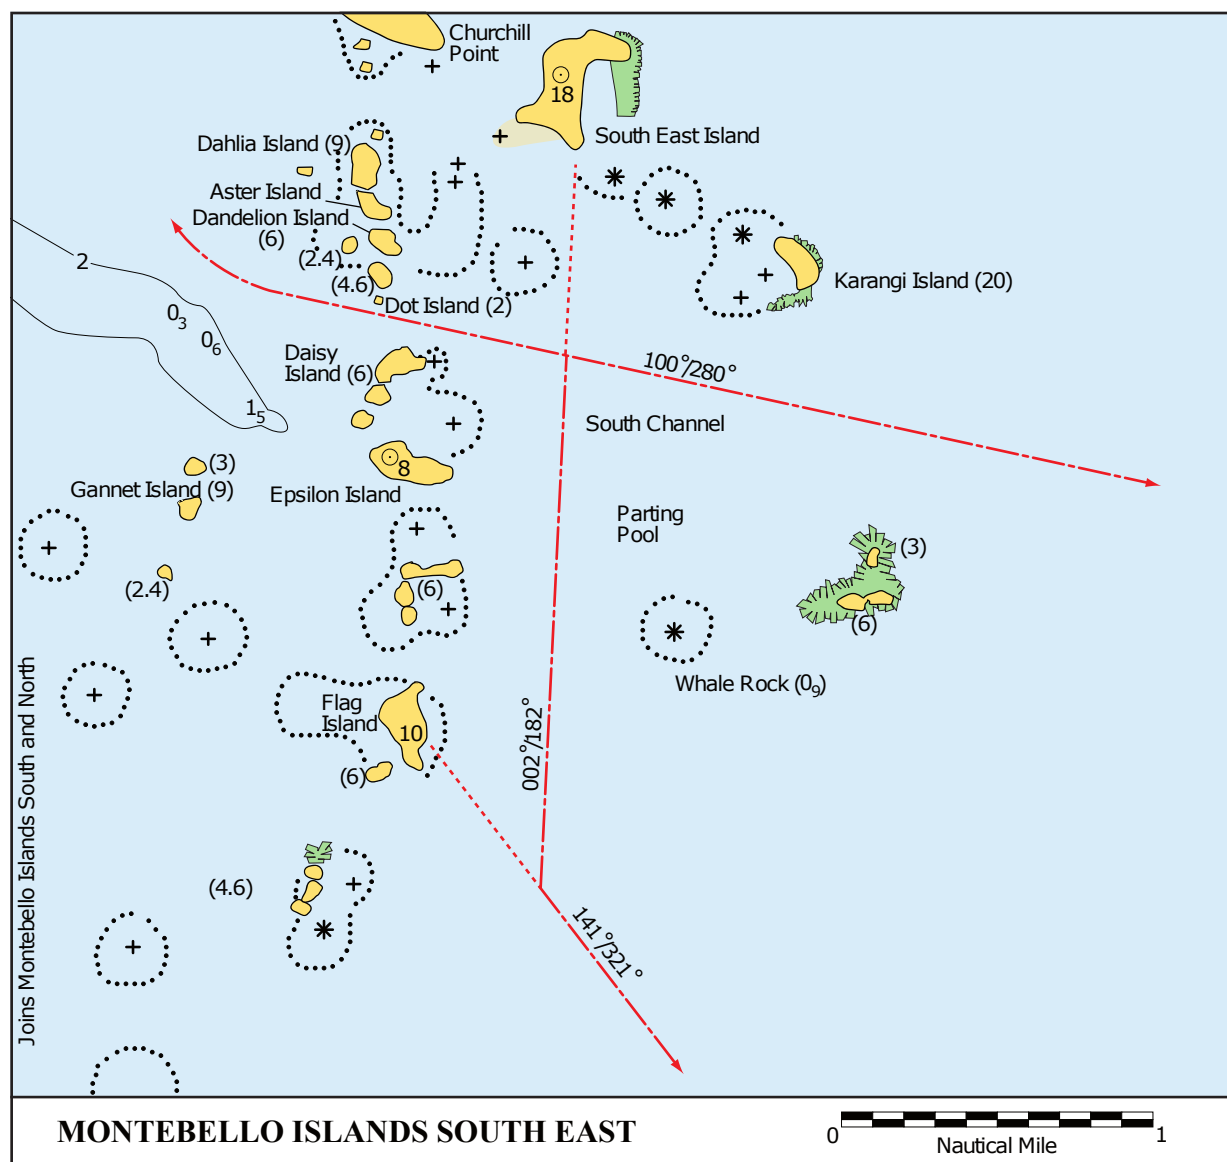 Churchill
Point
18
South East Island
Dahlia Island (9)
Aster Island
Dandelion Island
(6)
(2.4)
(4.6)
Dot Island (2)
Karangi Island (20)
2
0₃
0₆
1₅
Daisy
Island (6)
100°/280°
South Channel
8
Epsilon Island
(3)
Gannet Island (9)
(2.4)
Parting
Pool
(3)
(6)
(6)
Whale Rock (0₉)
Flag
Island
10
(6)
002°/182°
(4.6)
141°/321°
Joins Montebello Islands South and North
MONTEBELLO ISLANDS SOUTH EAST
0 1
Nautical Mile